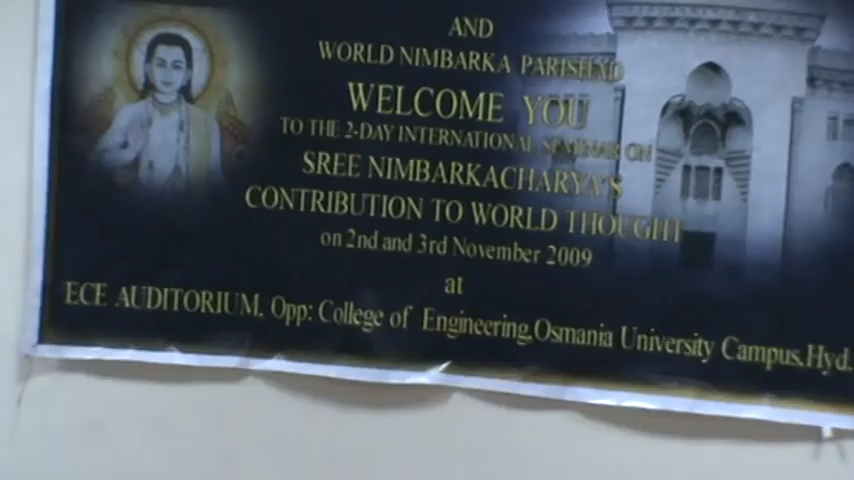 AND
WORLD NIMBARKA PARISHAD
WELCOME YOU
TO THE 2-DAY INTERNATIONAL SEMINAR ON
SREE NIMBARKACHARYA'S
CONTRIBUTION TO WORLD THOUGHT
on 2nd and 3rd November 2009
at
ECE AUDITORIUM, Opp: College of Engineering,Osmania University Campus,Hyd.